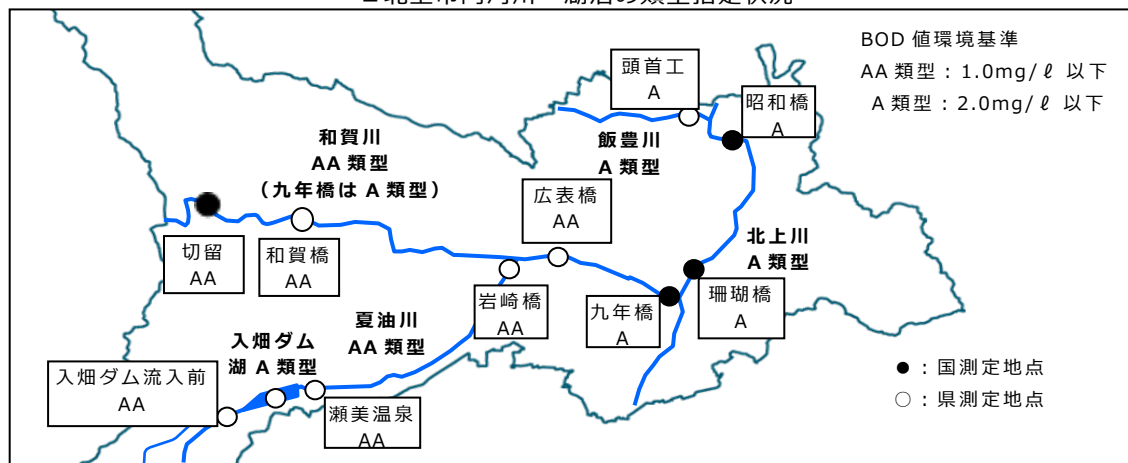 BOD 値環境基準
AA 類型：1.0mg/ℓ 以下
A 類型：2.0mg/ℓ 以下
頭首工
A
昭和橋
A
飯豊川
A 類型
和賀川
AA 類型
（九年橋は A 類型）
広表橋
AA
北上川
A 類型
切留
AA
和賀橋
AA
岩崎橋
AA
九年橋
A
珊瑚橋
A
夏油川
AA 類型
入畑ダム
湖 A 類型
入畑ダム流入前
AA
瀬美温泉
AA
●：国測定地点
○：県測定地点